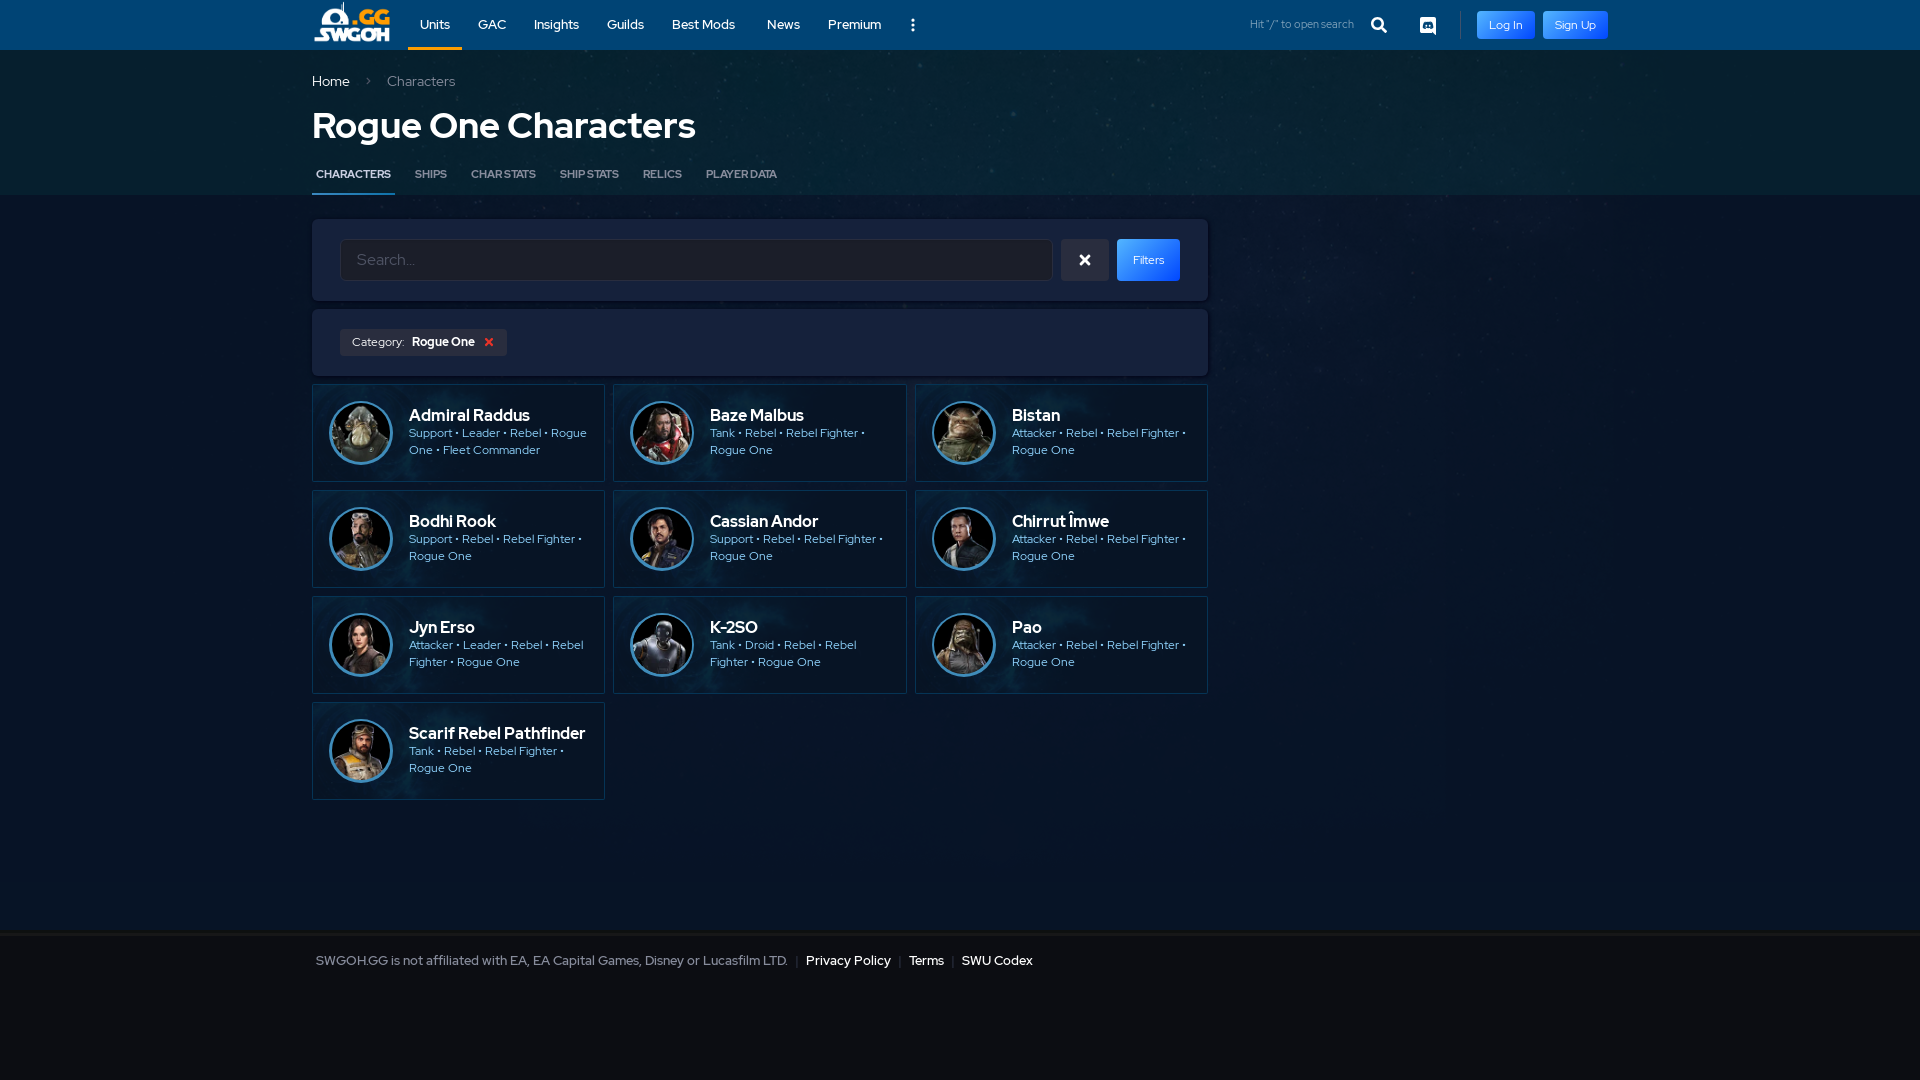 .GG
SWGOH
Units
GAC
Insights
Guilds
Best Mods
News
Premium
Hit "/" to open search
Log In
Sign Up
Home
Characters
Rogue One Characters
CHARACTERS
SHIPS
CHAR STATS
SHIP STATS
RELICS
PLAYER DATA
Search...
Filters
Category: Rogue One
Admiral Raddus
Support • Leader • Rebel • Rogue
One • Fleet Commander
Baze Malbus
Tank • Rebel • Rebel Fighter •
Rogue One
Bistan
Attacker • Rebel • Rebel Fighter •
Rogue One
Bodhi Rook
Support • Rebel • Rebel Fighter •
Rogue One
Cassian Andor
Support • Rebel • Rebel Fighter •
Rogue One
Chirrut Îmwe
Attacker • Rebel • Rebel Fighter •
Rogue One
Jyn Erso
Attacker • Leader • Rebel • Rebel
Fighter • Rogue One
K-2SO
Tank • Droid • Rebel • Rebel
Fighter • Rogue One
Pao
Attacker • Rebel • Rebel Fighter •
Rogue One
Scarif Rebel Pathfinder
Tank • Rebel • Rebel Fighter •
Rogue One
SWGOH.GG is not affiliated with EA, EA Capital Games, Disney or Lucasfilm LTD. | Privacy Policy | Terms | SWU Codex